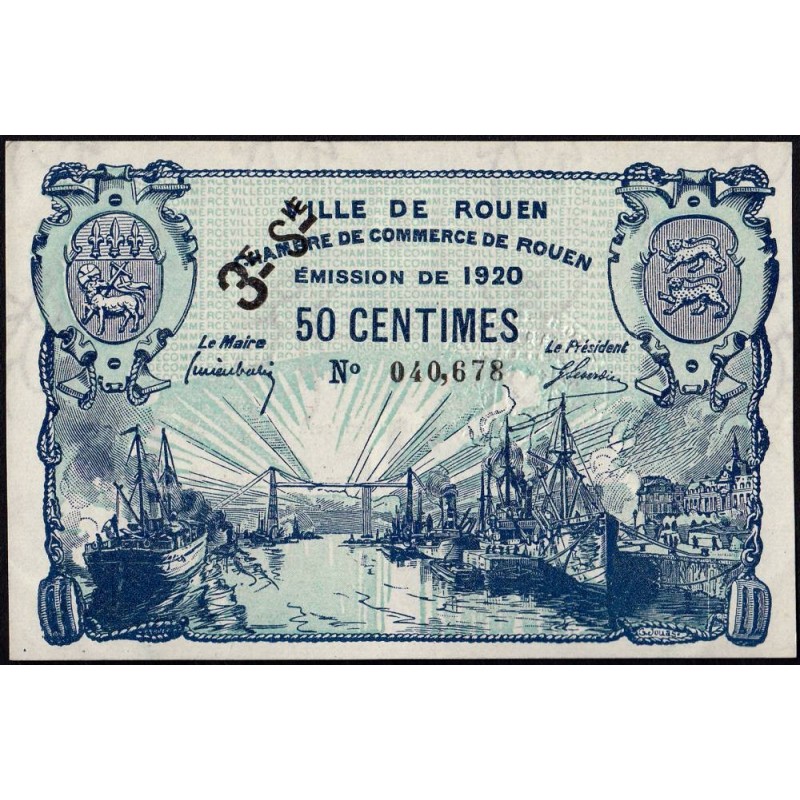 VILLE DE ROUEN
CHAMBRE DE COMMERCE DE ROUEN
ÉMISSION DE 1920
3E Sie
50 CENTIMES
Le Maire
Le Président
No 040,678